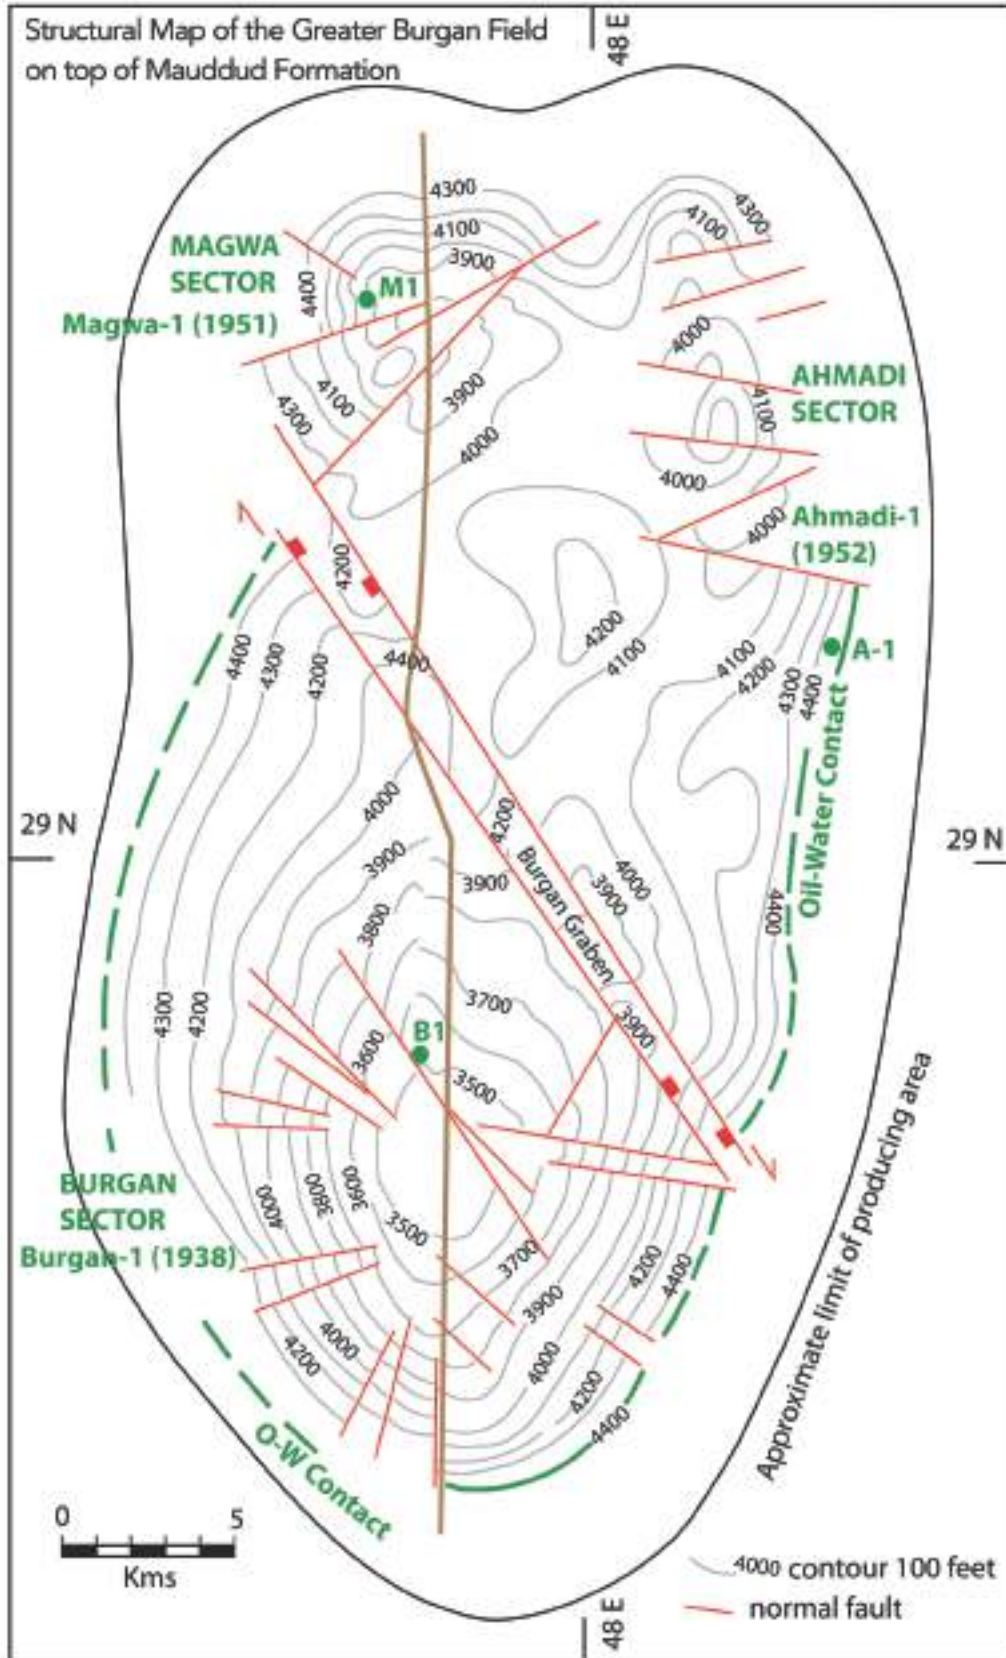 Structural Map of the Greater Burgan Field
on top of Mauddud Formation
48 E
4300
4100
3900
4300
4100
MAGWA
SECTOR
4400
M1
Magwa-1 (1951)
4000
3900
4100
4300
4000
AHMADI
SECTOR
4100
4000
4000
Ahmadi-1
(1952)
4200
4200
4100
A-1
4400
4300
4200
4400
4100
4200
4300
4400
Oil-Water Contact
29 N
29 N
4000
4200
Burgan Graben
3900
3900
4000
3900
3800
4400
4300
4200
3700
3900
B1
3600
3500
Approximate limit of producing area
BURGAN
SECTOR
Burgan-1 (1938)
4000
3800
3600
3500
3700
4200
4400
3900
4000
4200
4000
4200
4400
O-W Contact
0 5
Kms
4000 contour 100 feet
normal fault
48 E